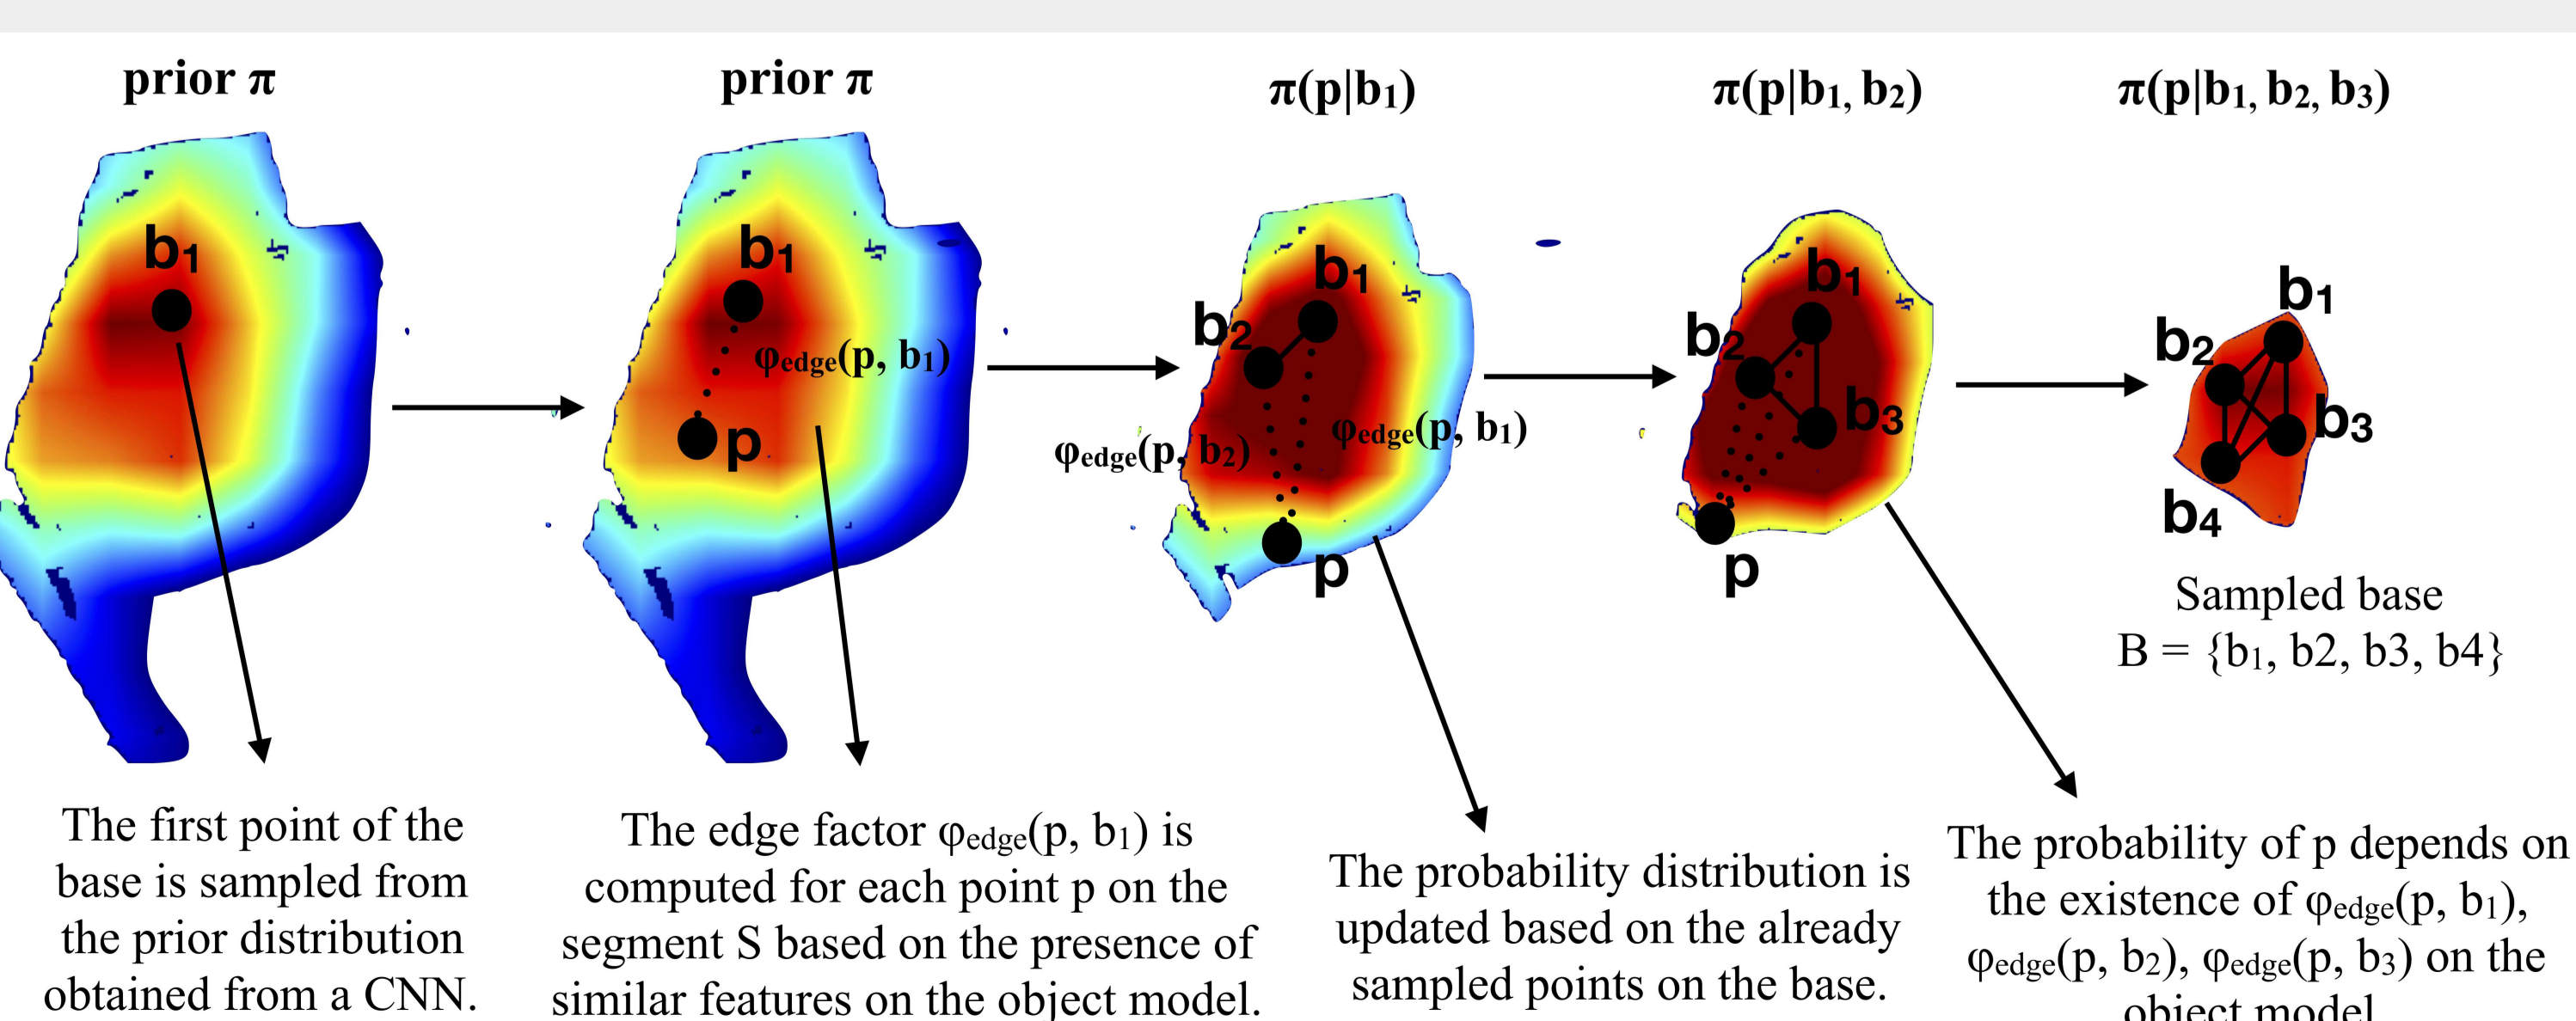 prior π
prior π
π(p|b1)
π(p|b1, b2)
π(p|b1, b2, b3)
b1
b1
φedge(p, b1)
p
b1
b2
φedge(p, b1)
φedge(p, b2)
p
b1
b2
b3
p
b1
b2
b3
b4
Sampled base
B = {b1, b2, b3, b4}
The first point of the
base is sampled from
the prior distribution
obtained from a CNN.
The edge factor φedge(p, b1) is
computed for each point p on the
segment S based on the presence of
similar features on the object model.
The probability distribution is
updated based on the already
sampled points on the base.
The probability of p depends on
the existence of φedge(p, b1),
φedge(p, b2), φedge(p, b3) on the
object model